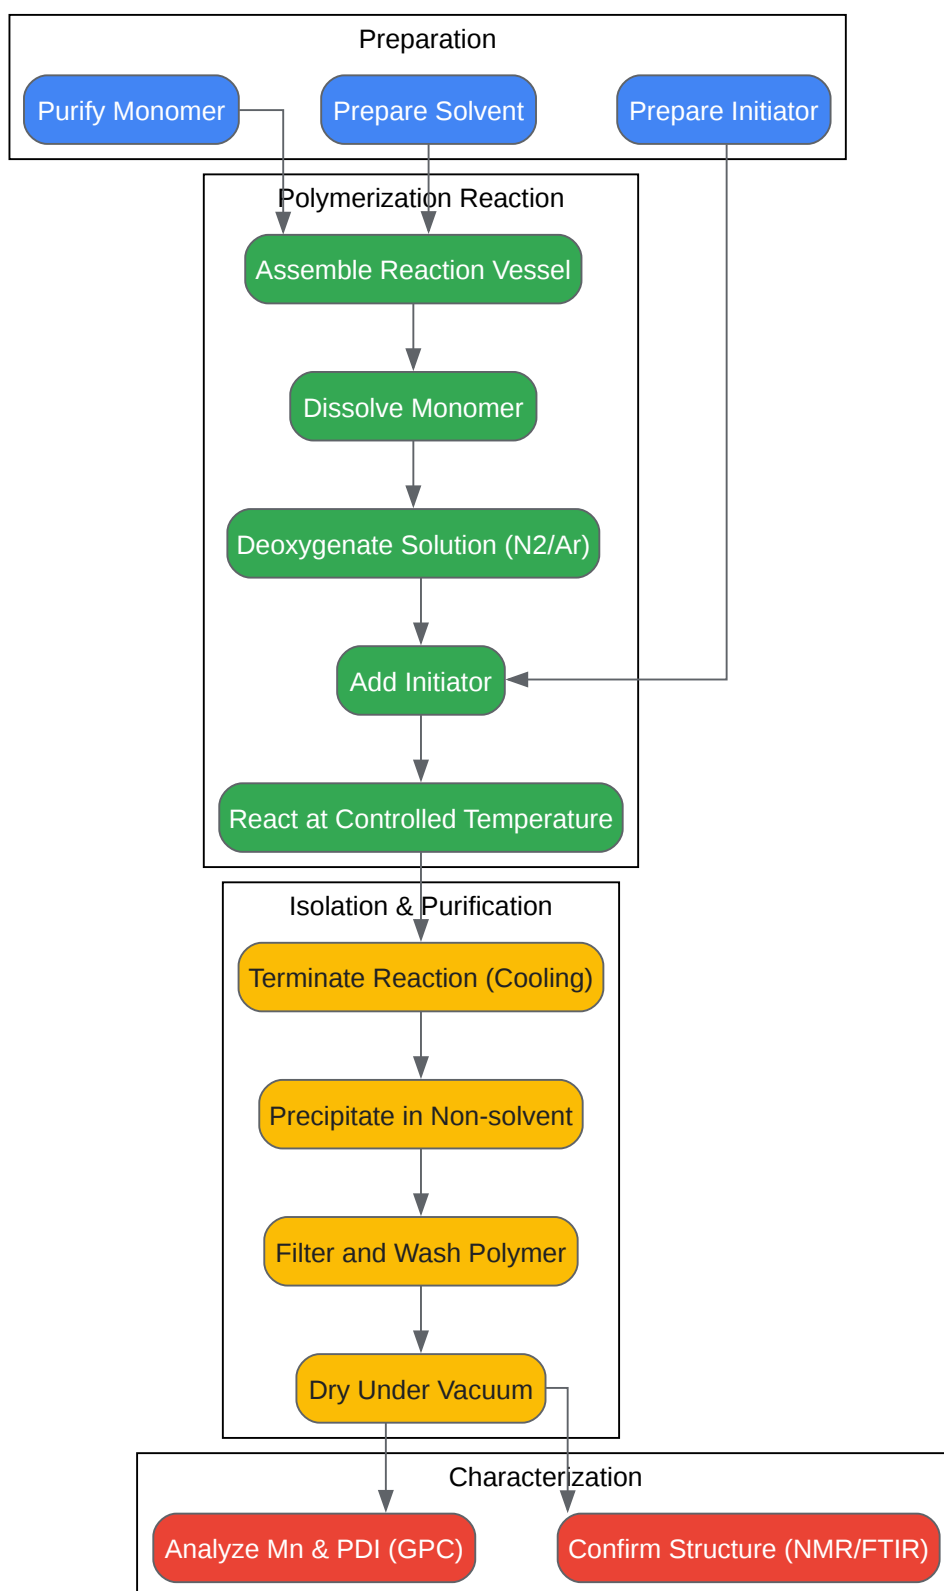 Preparation
Purify Monomer
Prepare Solvent
Prepare Initiator
Polymerization Reaction
Assemble Reaction Vessel
Dissolve Monomer
Deoxygenate Solution (N2/Ar)
Add Initiator
React at Controlled Temperature
Isolation & Purification
Terminate Reaction (Cooling)
Precipitate in Non-solvent
Filter and Wash Polymer
Dry Under Vacuum
Characterization
Analyze Mn & PDI (GPC)
Confirm Structure (NMR/FTIR)